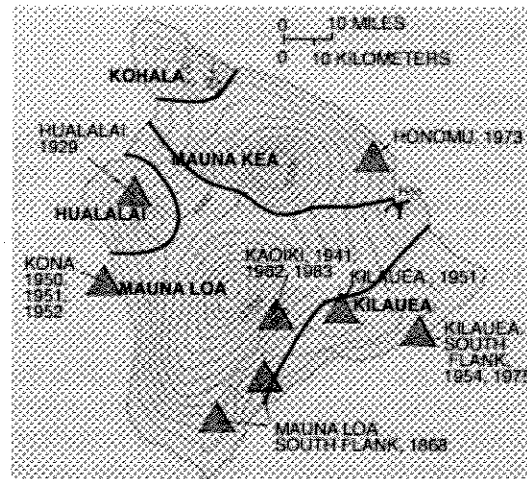 0 10 MILES
0 10 KILOMETERS
KOHALA
HUALALAI
1929
MAUNA KEA
HONOMU, 1973
HUALALAI
KONA
1950,
1951,
1952
MAUNA LOA
KAOIKI, 1941,
1962, 1983
KILAUEA, 1951
KILAUEA
KILAUEA,
SOUTH
FLANK,
1954, 1975
MAUNA LOA,
SOUTH FLANK, 1868